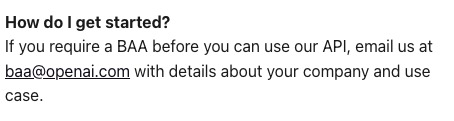 How do I get started?
If you require a BAA before you can use our API, email us at
baa@openai.com with details about your company and use
case.